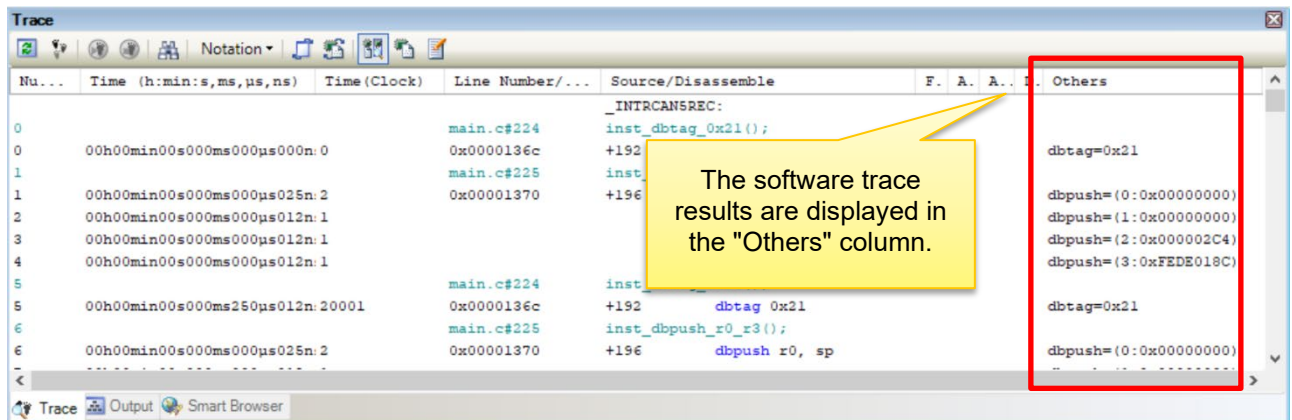 Trace
Notation
Nu... Time (h:min:s,ms,µs,ns) Time(Clock) Line Number/... Source/Disassemble F. A. A.. Others
_INTRCAN5REC:
0 main.c#224 inst_dbtag_0x21();
0 00h00min00s000ms000µs000n: 0 0x0000136c +192 dbtag=0x21
1 main.c#225 inst
1 00h00min00s000ms000µs025n: 2 0x00001370 +196 dbpush=(0:0x00000000)
2 00h00min00s000ms000µs012n: 1 dbpush=(1:0x00000000)
3 00h00min00s000ms000µs012n: 1 dbpush=(2:0x000002C4)
4 00h00min00s000ms000µs012n: 1 dbpush=(3:0xFEDE018C)
The software trace
results are displayed in
the "Others" column.
5 main.c#224 inst
5 00h00min00s000ms250µs012n: 20001 0x0000136c +192 dbtag 0x21 dbtag=0x21
6 main.c#225 inst_dbpush_r0_r3();
6 00h00min00s000ms000µs025n: 2 0x00001370 +196 dbpush r0, sp dbpush=(0:0x00000000)
Trace Output Smart Browser